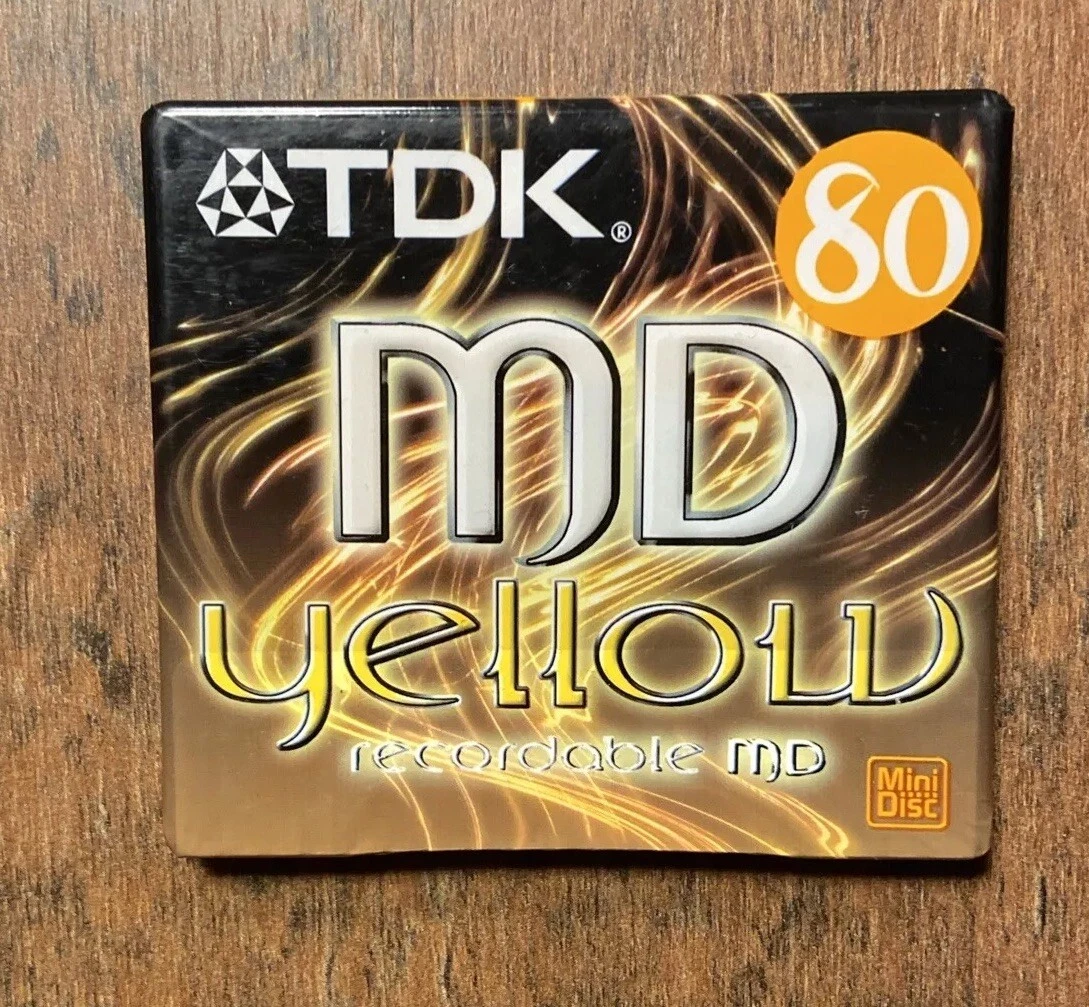 TDK®
80
MD
yellow
recordable MD
Mini
Disc